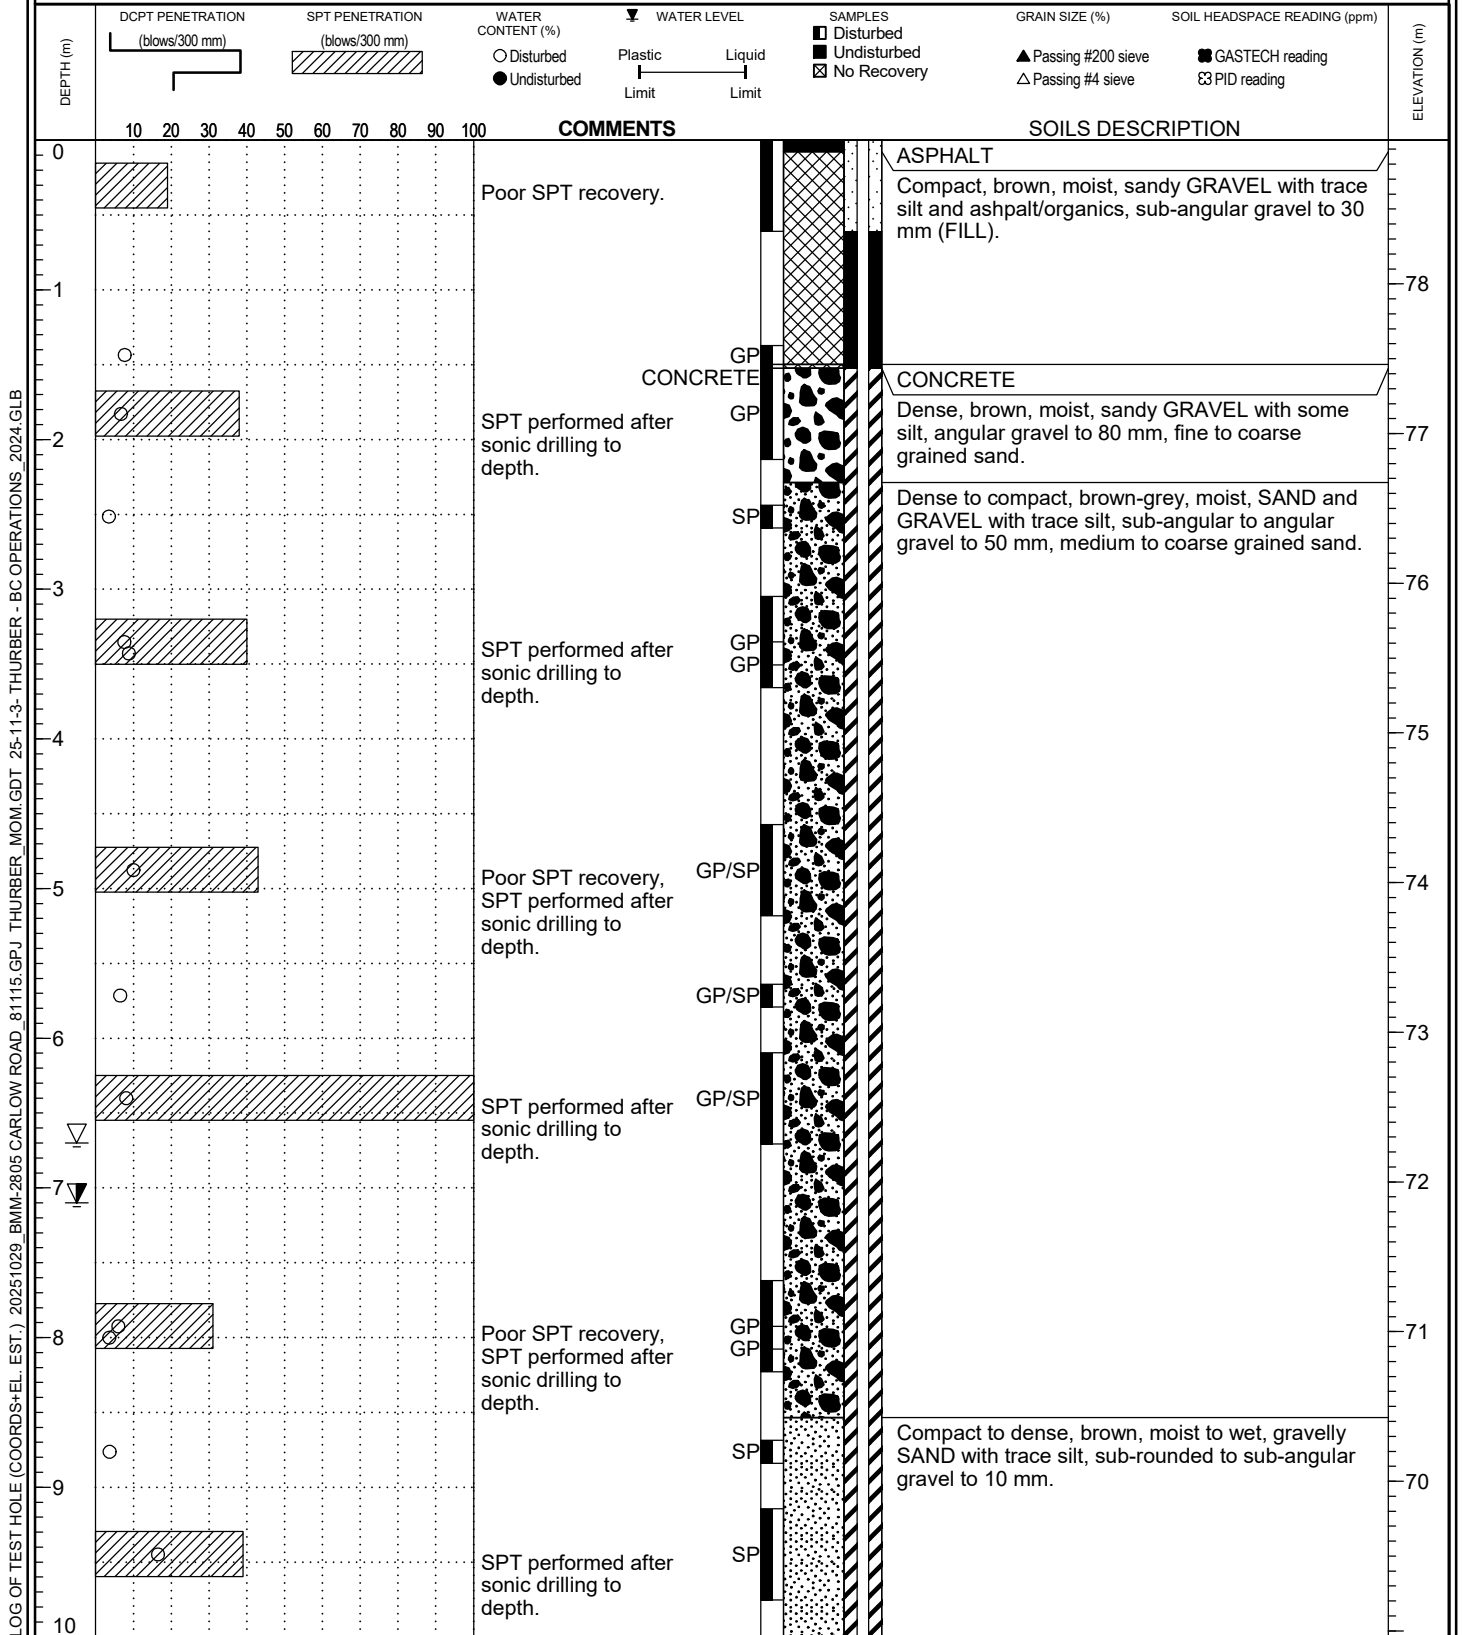 DCPT PENETRATION
(blows/300 mm)
SPT PENETRATION
(blows/300 mm)
WATER
CONTENT (%)
Disturbed
Undisturbed
WATER LEVEL
Plastic Liquid
Limit Limit
SAMPLES
Disturbed
Undisturbed
No Recovery
GRAIN SIZE (%)
Passing #200 sieve
Passing #4 sieve
SOIL HEADSPACE READING (ppm)
GASTECH reading
PID reading
DEPTH (m)
ELEVATION (m)
10 20 30 40 50 60 70 80 90 100
COMMENTS
SOILS DESCRIPTION
0
ASPHALT
Poor SPT recovery.
Compact, brown, moist, sandy GRAVEL with trace
silt and ashpalt/organics, sub-angular gravel to 30
mm (FILL).
1
78
GP
CONCRETE
CONCRETE
GP
SPT performed after
sonic drilling to
depth.
Dense, brown, moist, sandy GRAVEL with some
silt, angular gravel to 80 mm, fine to coarse
grained sand.
2
77
SP
Dense to compact, brown-grey, moist, SAND and
GRAVEL with trace silt, sub-angular to angular
gravel to 50 mm, medium to coarse grained sand.
3
76
SPT performed after
sonic drilling to
depth.
GP
GP
4
75
Poor SPT recovery,
SPT performed after
sonic drilling to
depth.
GP/SP
5
74
GP/SP
6
73
SPT performed after
sonic drilling to
depth.
GP/SP
7
72
Poor SPT recovery,
SPT performed after
sonic drilling to
depth.
GP
GP
8
71
SP
Compact to dense, brown, moist to wet, gravelly
SAND with trace silt, sub-rounded to sub-angular
gravel to 10 mm.
9
70
SPT performed after
sonic drilling to
depth.
SP
10
LOG OF TEST HOLE (COORDS+EL. EST.) 20251029_BMM-2805 CARLOW ROAD_81115.GPJ THURBER_MOM.GDT 25-11-3- THURBER - BC OPERATIONS_2024.GLB